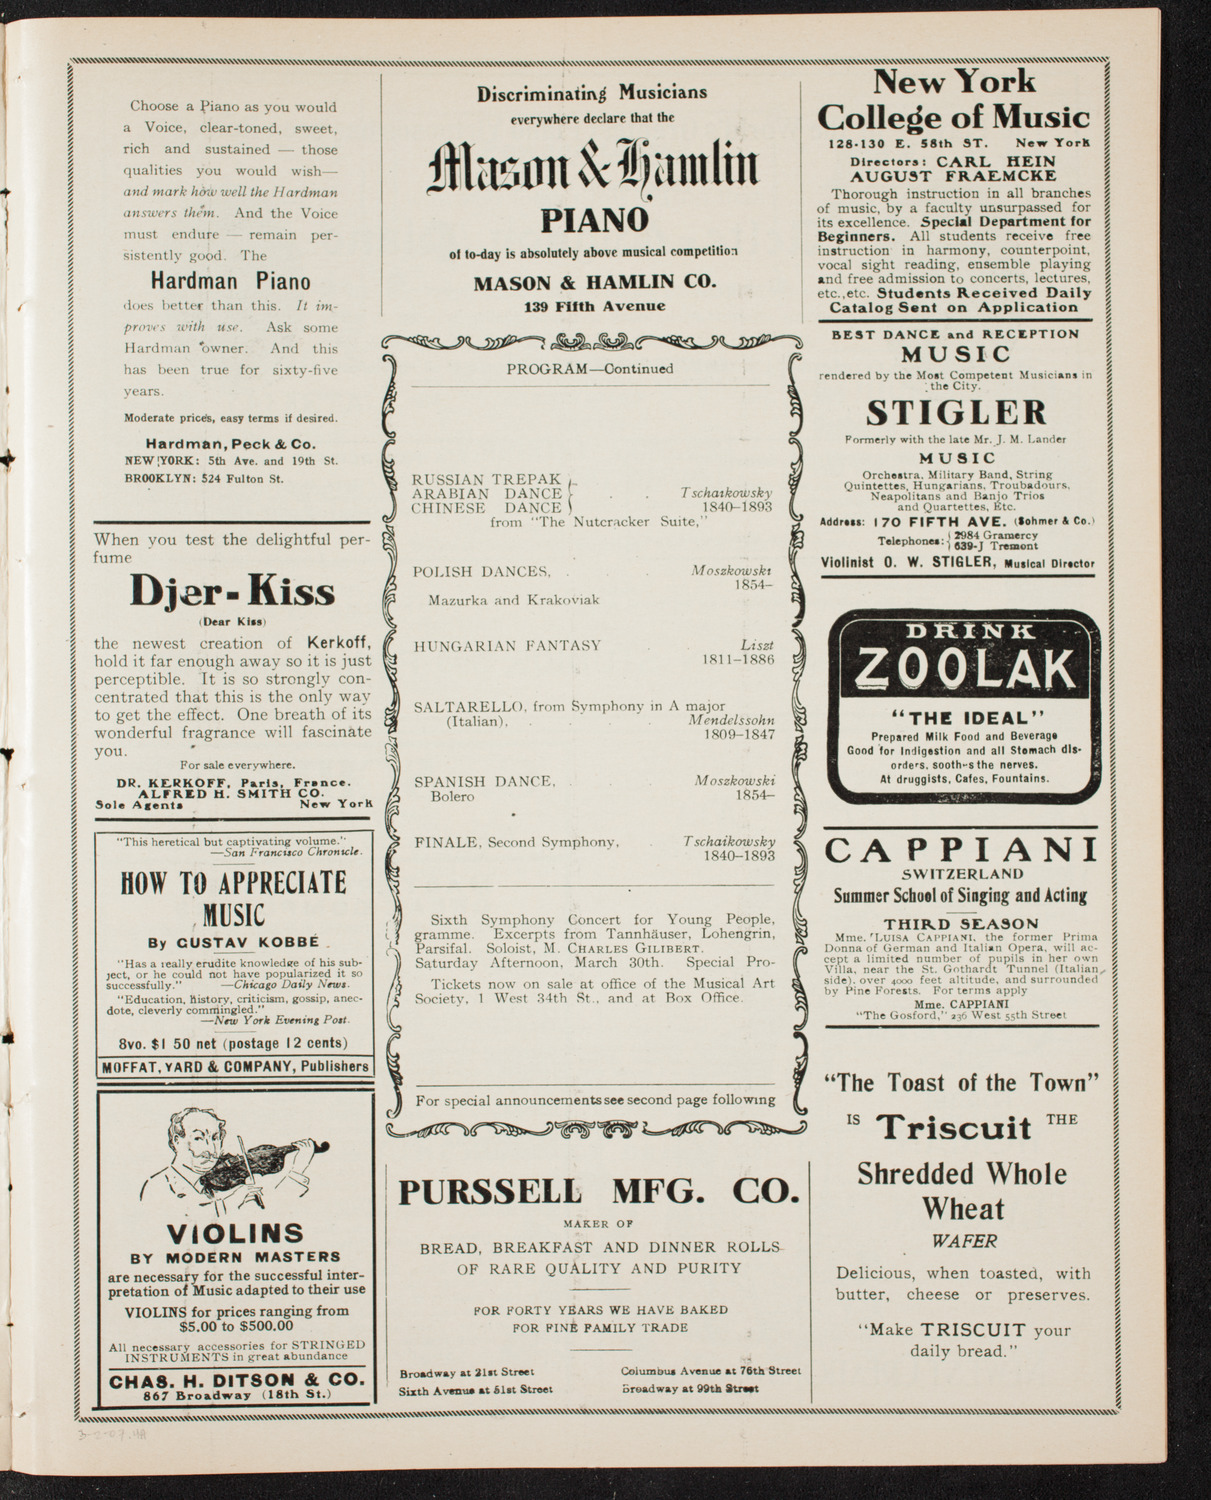 Choose a Piano as you would
a Voice, clear-toned, sweet,
rich and sustained — those
qualities you would wish—
and mark how well the Hardman
answers them. And the Voice
must endure — remain per-
sistently good. The
Hardman Piano
does better than this. It im-
proves with use. Ask some
Hardman owner. And this
has been true for sixty-five
years.
Moderate prices, easy terms if desired.
Hardman, Peck & Co.
NEW YORK: 5th Ave. and 19th St.
BROOKLYN: 524 Fulton St.
When you test the delightful per-
fume
Djer-Kiss
(Dear Kiss)
the newest creation of Kerkoff,
hold it far enough away so it is just
perceptible. It is so strongly con-
centrated that this is the only way
to get the effect. One breath of its
wonderful fragrance will fascinate
you.
For sale everywhere.
DR. KERKOFF, Paris, France.
ALFRED H. SMITH CO.
Sole Agents New York
"This heretical but captivating volume."
—San Francisco Chronicle.
HOW TO APPRECIATE
MUSIC
By GUSTAV KOBBÉ
"Has a really erudite knowledge of his sub-
ject, or he could not have popularized it so
successfully." —Chicago Daily News.
"Education, history, criticism, gossip, anec-
dote, cleverly commingled."
—New York Evening Post.
8vo. $1 50 net (postage 12 cents)
MOFFAT, YARD & COMPANY, Publishers
VIOLINS
BY MODERN MASTERS
are necessary for the successful inter-
pretation of Music adapted to their use
VIOLINS for prices ranging from
$5.00 to $500.00
All necessary accessories for STRINGED
INSTRUMENTS in great abundance
CHAS. H. DITSON & CO.
867 Broadway (18th St.)
3-2-07.AA
Discriminating Musicians
everywhere declare that the
Mason & Hamlin
PIANO
of to-day is absolutely above musical competition
MASON & HAMLIN CO.
139 Fifth Avenue
PROGRAM—Continued
RUSSIAN TREPAK
ARABIAN DANCE . . Tschaikowsky
CHINESE DANCE 1840–1893
from "The Nutcracker Suite,"
POLISH DANCES, . . . Moszkowski
1854–
Mazurka and Krakoviak
HUNGARIAN FANTASY . . Liszt
1811–1886
SALTARELLO, from Symphony in A major
(Italian), . . . . Mendelssohn
1809–1847
SPANISH DANCE, . . . Moszkowski
Bolero 1854–
FINALE, Second Symphony, . Tschaikowsky
1840–1893
Sixth Symphony Concert for Young People,
gramme. Excerpts from Tannhäuser, Lohengrin,
Parsifal. Soloist, M. CHARLES GILIBERT.
Saturday Afternoon, March 30th. Special Pro-
Tickets now on sale at office of the Musical Art
Society, 1 West 34th St., and at Box Office.
For special announcements see second page following
PURSSELL MFG. CO.
MAKER OF
BREAD, BREAKFAST AND DINNER ROLLS
OF RARE QUALITY AND PURITY
FOR FORTY YEARS WE HAVE BAKED
FOR FINE FAMILY TRADE
Broadway at 21st Street Columbus Avenue at 76th Street
Sixth Avenue at 51st Street Broadway at 99th Street
New York
College of Music
128-130 E. 58th ST. New York
Directors: CARL HEIN
AUGUST FRAEMCKE
Thorough instruction in all branches
of music, by a faculty unsurpassed for
its excellence. Special Department for
Beginners. All students receive free
instruction in harmony, counterpoint,
vocal sight reading, ensemble playing
and free admission to concerts, lectures,
etc., etc. Students Received Daily
Catalog Sent on Application
BEST DANCE and RECEPTION
MUSIC
rendered by the Most Competent Musicians in
the City.
STIGLER
Formerly with the late Mr. J. M. Lander
MUSIC
Orchestra, Military Band, String
Quintettes, Hungarians, Troubadours,
Neapolitans and Banjo Trios
and Quartettes, Etc.
Address: 170 FIFTH AVE. (Sohmer & Co.)
Telephones: 2984 Gramercy
639-J Tremont
Violinist O. W. STIGLER, Musical Director
DRINK
ZOOLAK
"THE IDEAL"
Prepared Milk Food and Beverage
Good for Indigestion and all Stomach dis-
orders, sooth-s the nerves.
At druggists, Cafes, Fountains.
CAPPIANI
SWITZERLAND
Summer School of Singing and Acting
THIRD SEASON
Mme. LUISA CAPPIANI, the former Prima
Donna of German and Italian Opera, will ac-
cept a limited number of pupils in her own
Villa, near the St. Gothardt Tunnel (Italian
side), over 4000 feet altitude, and surrounded
by Pine Forests. For terms apply
Mme. CAPPIANI
"The Gosford," 236 West 55th Street
"The Toast of the Town"
IS Triscuit THE
Shredded Whole
Wheat
WAFER
Delicious, when toasted, with
butter, cheese or preserves.
"Make TRISCUIT your
daily bread."